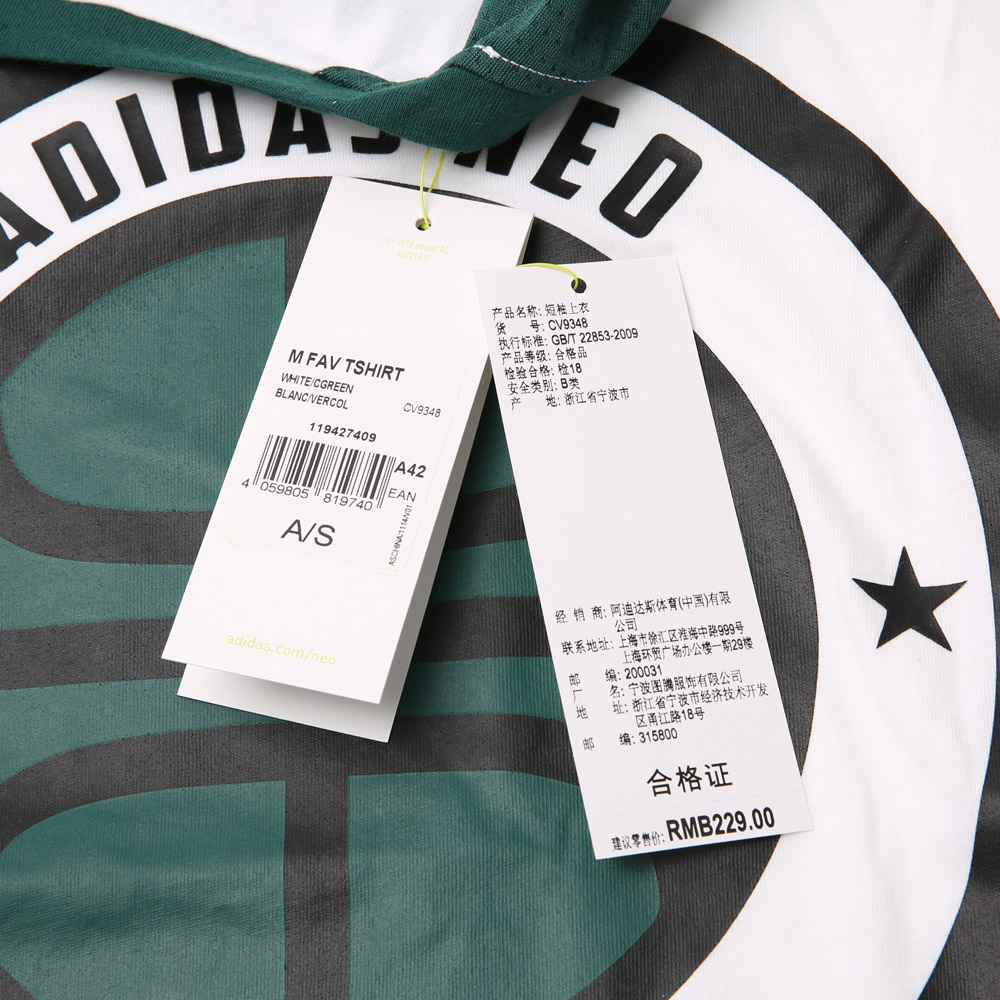 ADIDAS NEO
M FAV TSHIRT
WHITE/CGREEN
BLANC/VERCOL
CV9348
119427409
A42
4 059805 819740
EAN
A/S
ASCHINA/1114/V01
adidas.com/neo
产品名称: 短袖上衣
货 号: CV9348
执行标准: GB/T 22853-2009
产品等级: 合格品
检验合格: 检18
安全类别: B类
产 地: 浙江省宁波市
经 销 商: 阿迪达斯体育(中国)有限
公司
联系地址: 上海市徐汇区淮海中路999号
上海环贸广场办公楼一期29楼
邮 编: 200031
厂 名: 宁波图腾服饰有限公司
地 址: 浙江省宁波市经济技术开发
区甬江路18号
邮 编: 315800
合格证
建议零售价: RMB229.00